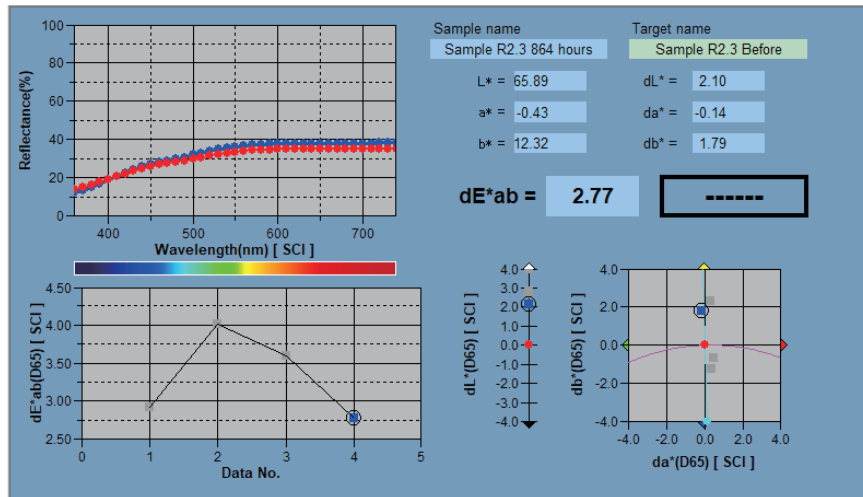 100
80
60
40
20
0
Reflectance(%)
400 500 600 700
Wavelength(nm) [ SCI ]
Sample name
Sample R2.3 864 hours
Target name
Sample R2.3 Before
L* = 65.89
a* = -0.43
b* = 12.32
dL* = 2.10
da* = -0.14
db* = 1.79
dE*ab = 2.77
------
4.50
4.00
3.50
3.00
2.50
dE*ab(D65) [ SCI ]
0 1 2 3 4 5
Data No.
4.0
3.0
2.0
1.0
0.0
-1.0
-2.0
-3.0
-4.0
dL*(D65) [ SCI ]
4.0
2.0
0.0
-2.0
-4.0
db*(D65) [ SCI ]
-4.0 -2.0 0.0 2.0 4.0
da*(D65) [ SCI ]